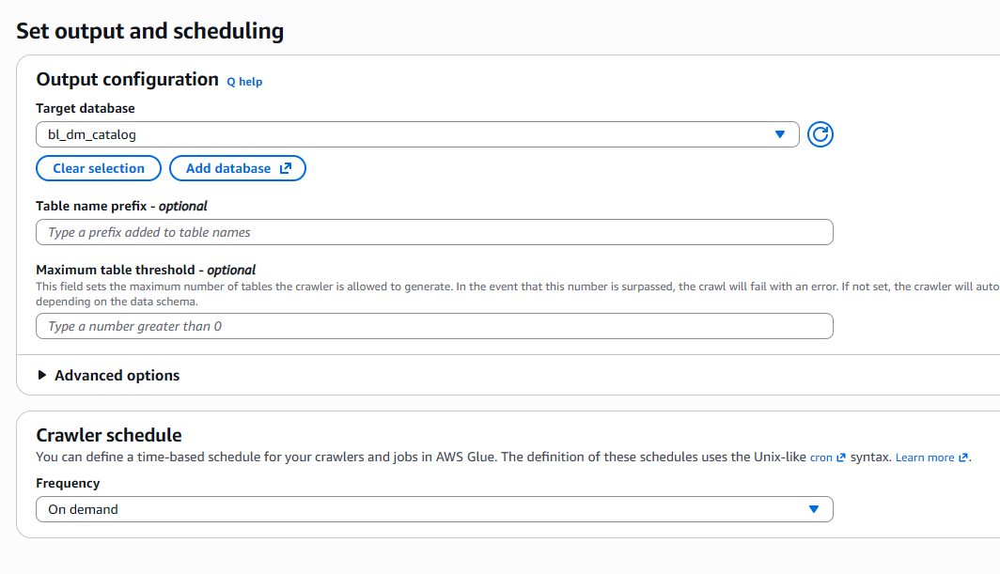 Set output and scheduling
Output configuration Q help
Target database
bl_dm_catalog
Clear selection Add database
Table name prefix - optional
Type a prefix added to table names
Maximum table threshold - optional
This field sets the maximum number of tables the crawler is allowed to generate. In the event that this number is surpassed, the crawl will fail with an error. If not set, the crawler will auto
depending on the data schema.
Type a number greater than 0
Advanced options
Crawler schedule
You can define a time-based schedule for your crawlers and jobs in AWS Glue. The definition of these schedules uses the Unix-like cron syntax. Learn more.
Frequency
On demand